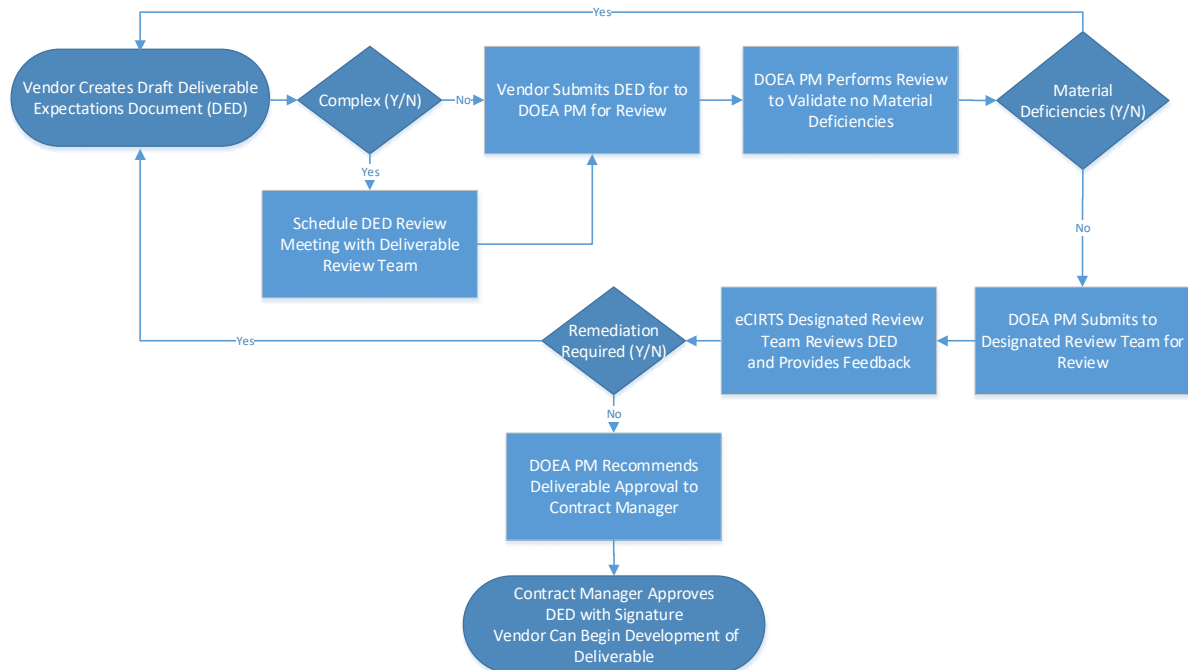 Yes
Vendor Creates Draft Deliverable
Expectations Document (DED)
Complex (Y/N)
No
Vendor Submits DED for to
DOEA PM for Review
DOEA PM Performs Review
to Validate no Material
Deficiencies
Material
Deficiencies (Y/N)
Yes
Schedule DED Review
Meeting with Deliverable
Review Team
No
DOEA PM Submits to
Designated Review Team for
Review
eCIRTS Designated Review
Team Reviews DED
and Provides Feedback
Remediation
Required (Y/N)
Yes
No
DOEA PM Recommends
Deliverable Approval to
Contract Manager
Contract Manager Approves
DED with Signature
Vendor Can Begin Development of
Deliverable